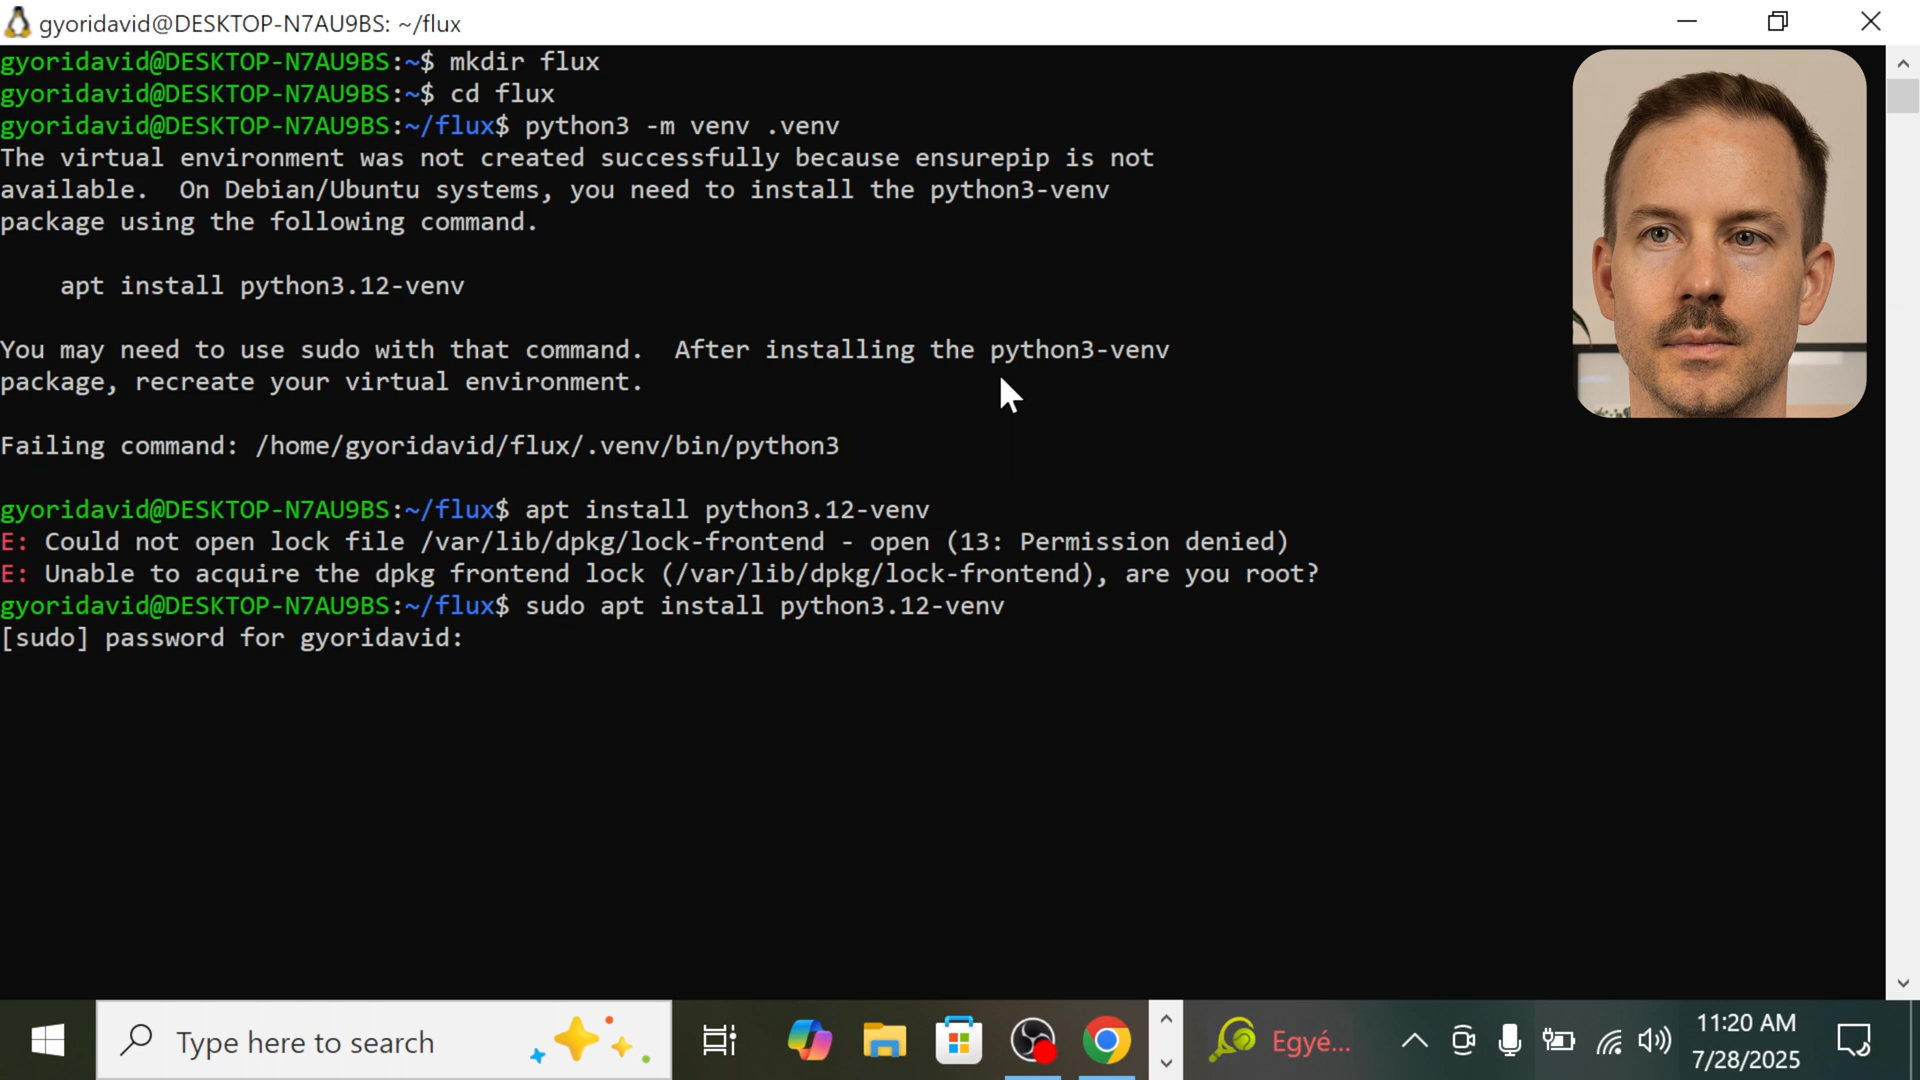 gyoridavid@DESKTOP-N7AU9BS: ~/flux
gyoridavid@DESKTOP-N7AU9BS:~$ mkdir flux
gyoridavid@DESKTOP-N7AU9BS:~$ cd flux
gyoridavid@DESKTOP-N7AU9BS:~/flux$ python3 -m venv .venv
The virtual environment was not created successfully because ensurepip is not
available.  On Debian/Ubuntu systems, you need to install the python3-venv
package using the following command.
    apt install python3.12-venv
You may need to use sudo with that command.  After installing the python3-venv
package, recreate your virtual environment.
Failing command: /home/gyoridavid/flux/.venv/bin/python3
gyoridavid@DESKTOP-N7AU9BS:~/flux$ apt install python3.12-venv
E: Could not open lock file /var/lib/dpkg/lock-frontend - open (13: Permission denied)
E: Unable to acquire the dpkg frontend lock (/var/lib/dpkg/lock-frontend), are you root?
gyoridavid@DESKTOP-N7AU9BS:~/flux$ sudo apt install python3.12-venv
[sudo] password for gyoridavid:
Type here to search
Egyé...
11:20 AM
7/28/2025